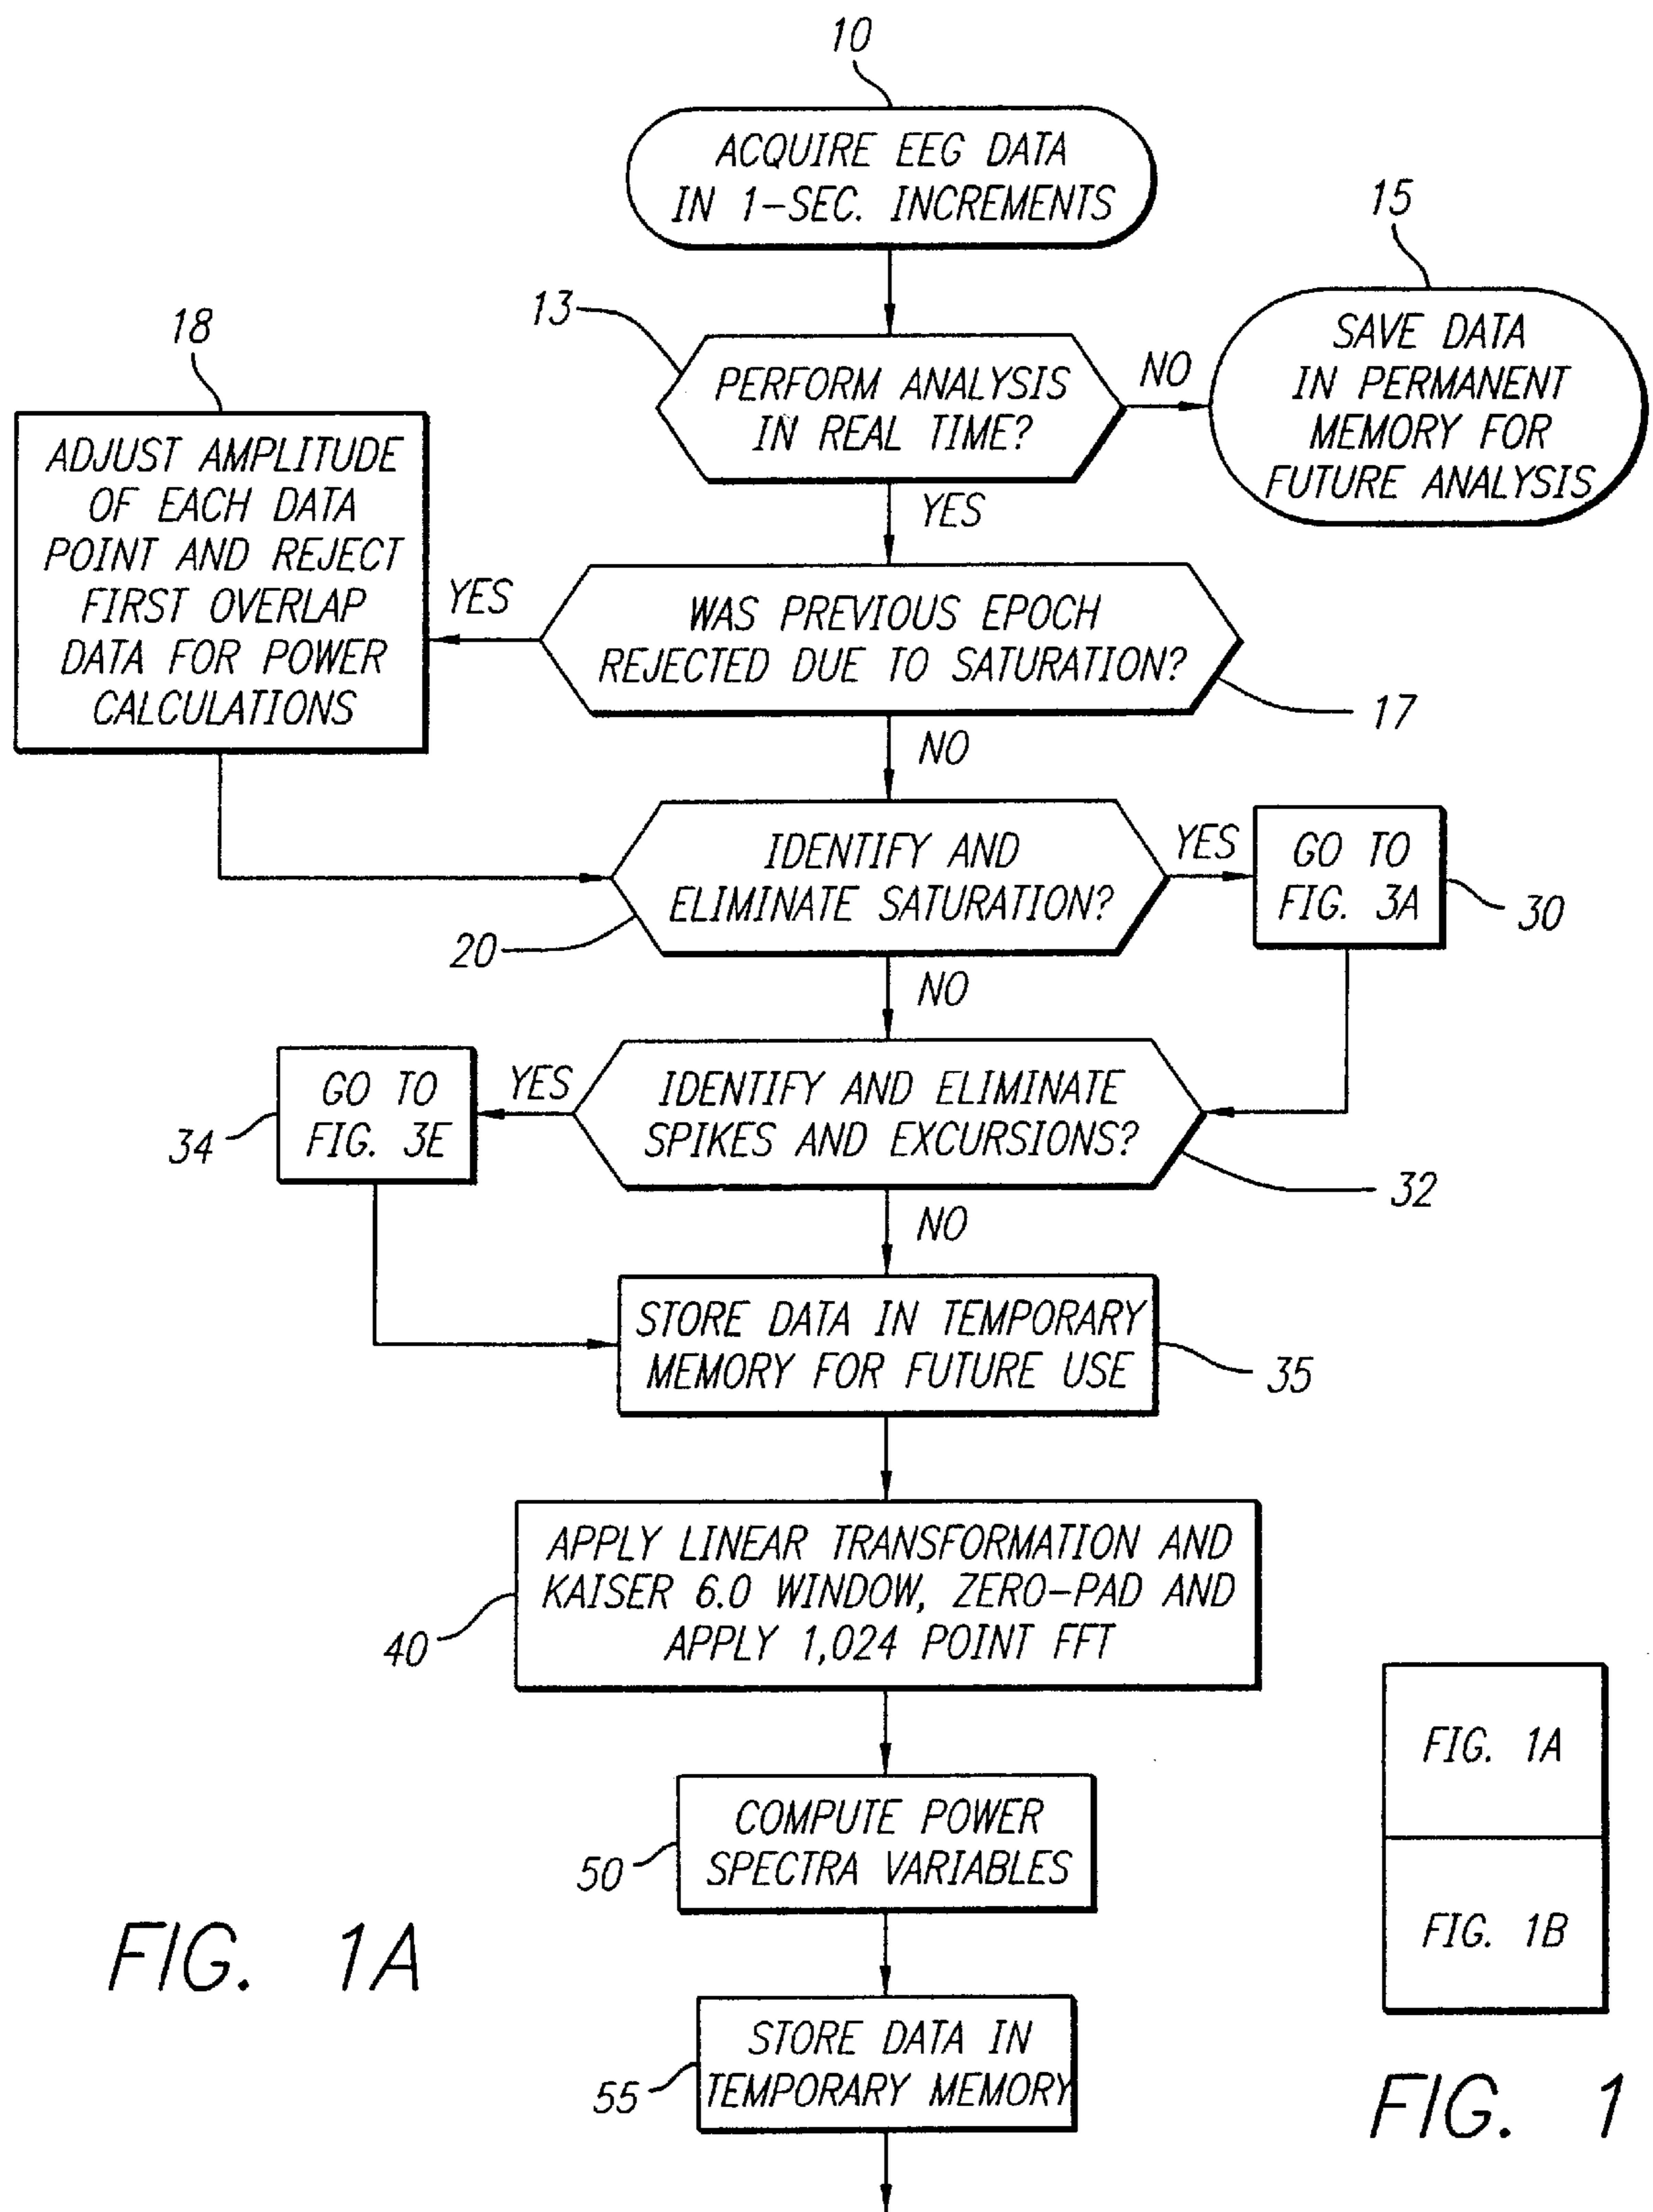 10
ACQUIRE EEG DATA
IN 1-SEC. INCREMENTS
15
13
PERFORM ANALYSIS
IN REAL TIME?
NO
SAVE DATA
IN PERMANENT
MEMORY FOR
FUTURE ANALYSIS
YES
18
ADJUST AMPLITUDE
OF EACH DATA
POINT AND REJECT
FIRST OVERLAP
DATA FOR POWER
CALCULATIONS
YES
WAS PREVIOUS EPOCH
REJECTED DUE TO SATURATION?
17
NO
IDENTIFY AND
ELIMINATE SATURATION?
20
YES
GO TO
FIG. 3A
30
NO
IDENTIFY AND ELIMINATE
SPIKES AND EXCURSIONS?
32
YES
GO TO
FIG. 3E
34
NO
STORE DATA IN TEMPORARY
MEMORY FOR FUTURE USE
35
APPLY LINEAR TRANSFORMATION AND
KAISER 6.0 WINDOW, ZERO-PAD AND
APPLY 1,024 POINT FFT
40
COMPUTE POWER
SPECTRA VARIABLES
50
STORE DATA IN
TEMPORARY MEMORY
55
FIG. 1A
FIG. 1A
FIG. 1B
FIG. 1